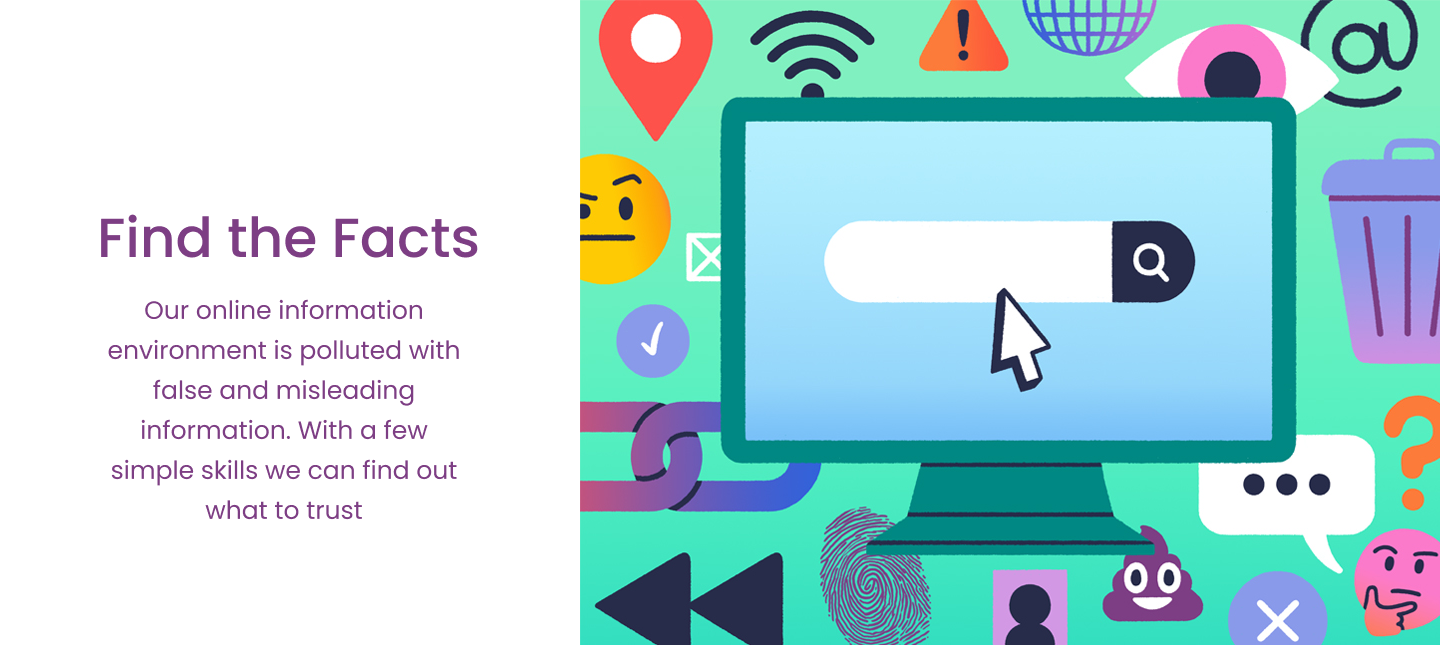 Find the Facts
Our online information
environment is polluted with
false and misleading
information. With a few
simple skills we can find out
what to trust